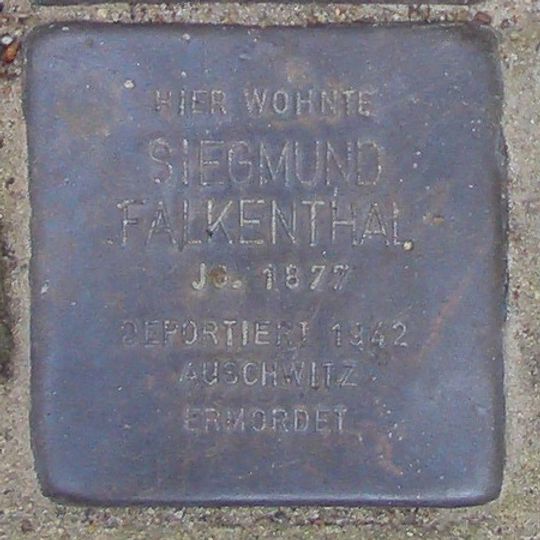 HIER WOHNTE
SIEGMUND
FALKENTHAL
JG. 1877
DEPORTIERT 1942
AUSCHWITZ
ERMORDET